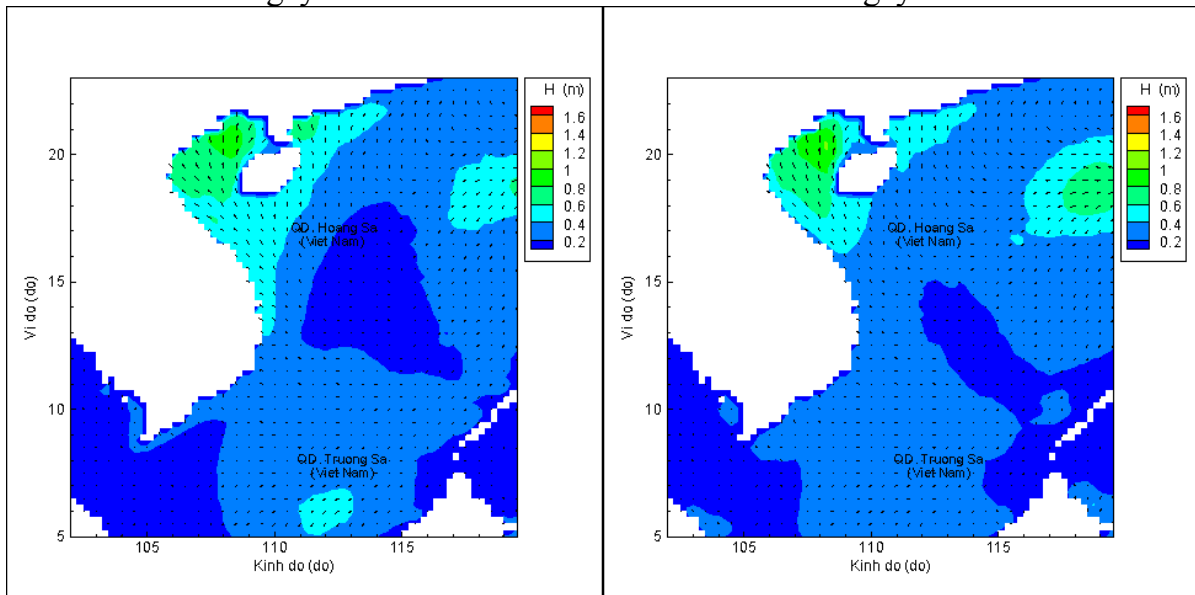 H (m)
1.6
1.4
1.2
1
0.8
0.6
0.4
0.2
20
15
10
5
Vi do (do)
QD. Hoang Sa
(Viet Nam)
QD. Truong Sa
(Viet Nam)
105
110
115
Kinh do (do)
H (m)
1.6
1.4
1.2
1
0.8
0.6
0.4
0.2
20
15
10
5
Vi do (do)
QD. Hoang Sa
(Viet Nam)
QD. Truong Sa
(Viet Nam)
105
110
115
Kinh do (do)